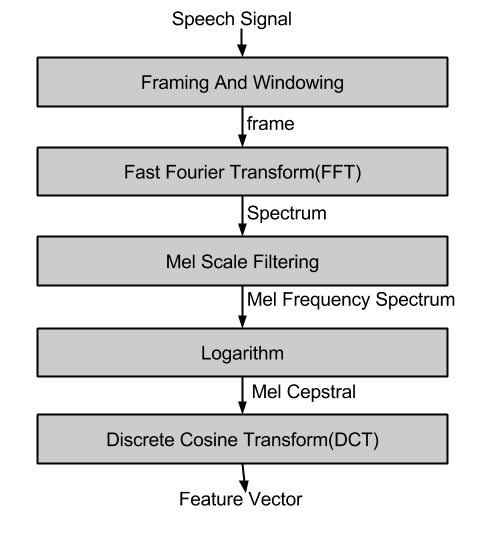 Speech Signal
Framing And Windowing
frame
Fast Fourier Transform(FFT)
Spectrum
Mel Scale Filtering
Mel Frequency Spectrum
Logarithm
Mel Cepstral
Discrete Cosine Transform(DCT)
Feature Vector